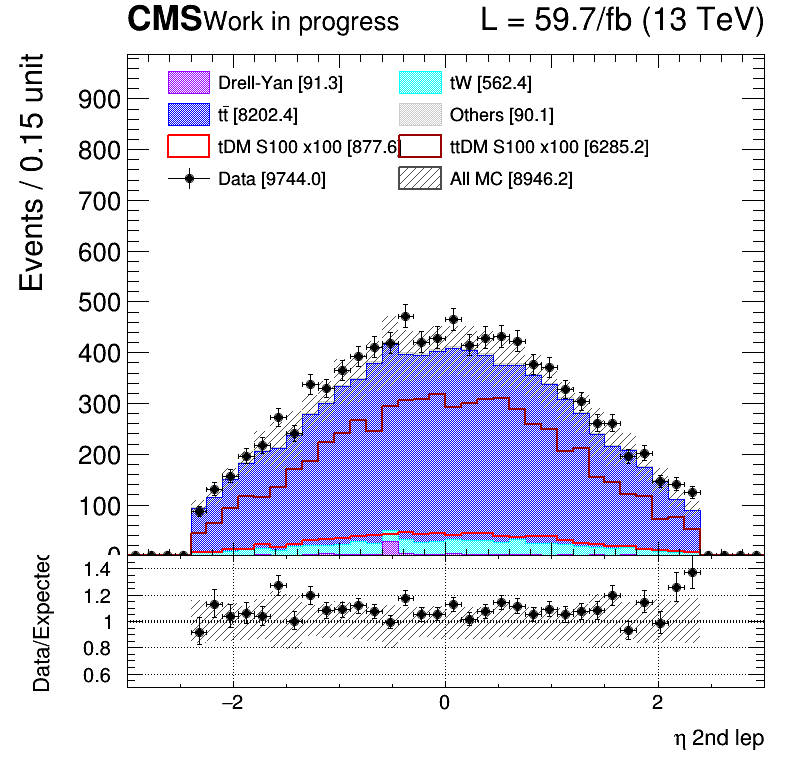 CMS Work in progress L = 59.7/fb (13 TeV)
Events / 0.15 unit
Drell-Yan [91.3] tW [562.4]
tt̄ [8202.4] Others [90.1]
tDM S100 x100 [877.6] ttDM S100 x100 [6285.2]
Data [9744.0] All MC [8946.2]
900
800
700
600
500
400
300
200
100
0
Data/Expected
1.4
1.2
1
0.8
0.6
−2 0 2
η 2nd lep